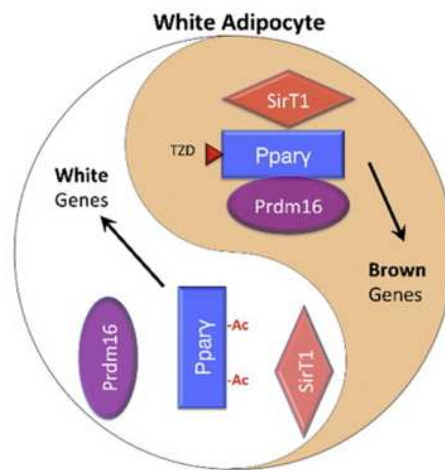 White Adipocyte
SirT1
TZD
Pparγ
Prdm16
White
Genes
Brown
Genes
Prdm16
Pparγ
-Ac
-Ac
SirT1